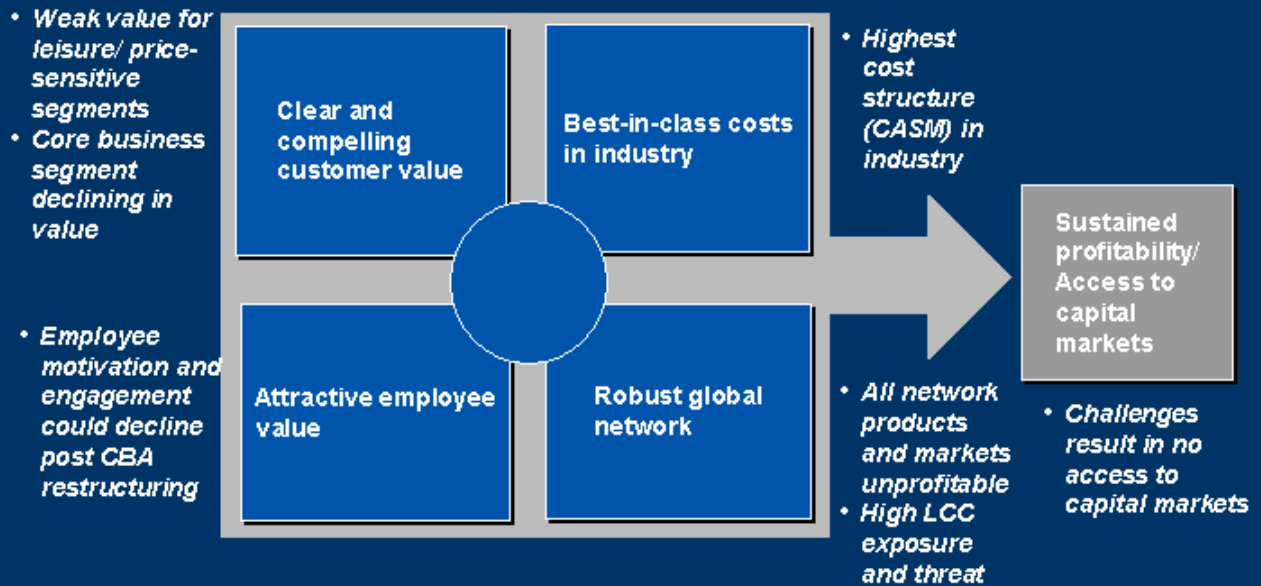 • Weak value for
leisure/ price-
sensitive
segments
• Core business
segment
declining in
value
Clear and
compelling
customer value
Best-in-class costs
in industry
• Highest
cost
structure
(CASM) in
industry
• Employee
motivation and
engagement
could decline
post CBA
restructuring
Attractive employee
value
Robust global
network
• All network
products
and markets
unprofitable
• High LCC
exposure
and threat
Sustained
profitability/
Access to
capital
markets
• Challenges
result in no
access to
capital markets